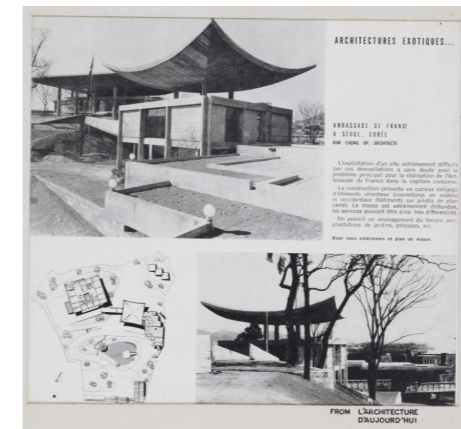 ARCHITECTURES EXOTIQUES...
AMBASSADE DE FRANCE
A SÉOUL, CORÉE
KIM CHUNG UP, ARCHITECTE
L'exploitation d'un site extrêmement difficile
par ses dénivellations a sans doute posé le
problème principal pour la réalisation de l'Am-
bassade de France dans la capitale coréenne.
La construction présente un curieux mélange
d'éléments orientaux (couvertures en voûtes)
et occidentaux (bâtiments sur pilotis de plan
carré). La masse est extrêmement distendue,
les services pouvant être ainsi très différenciés.
On prévoit un aménagement du terrain avec
plantations de jardins, pelouses, etc.
Deux vues extérieures et plan de masse.
FROM L'ARCHITECTURE
D'AUJOURD'HUI